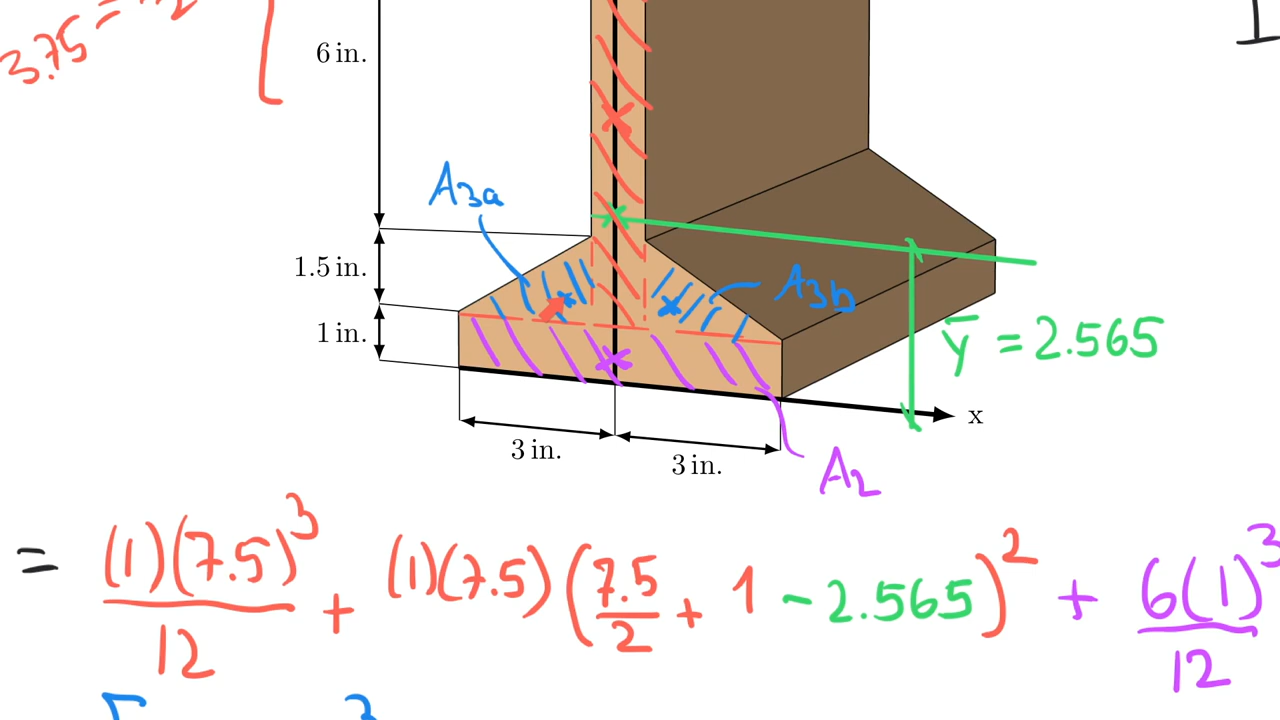 3.75 =
6 in.
A3a
1.5 in.
A3b
1 in.
y = 2.565
x
3 in.
3 in.
A2
= (1)(7.5)^3 / 12 + (1)(7.5)(7.5/2 + 1 - 2.565)^2 + 6(1)^3 / 12
3